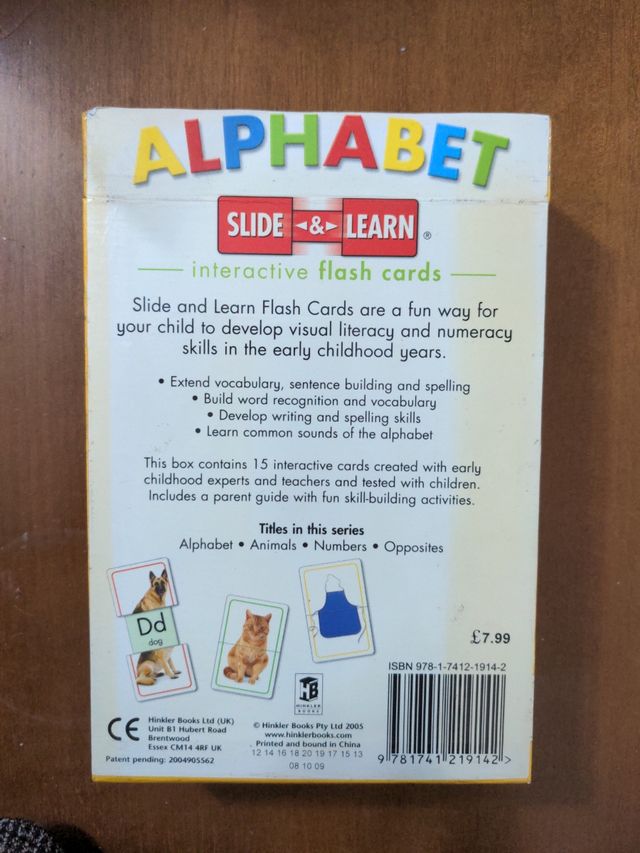 ALPHABET
SLIDE & LEARN ®
interactive flash cards
Slide and Learn Flash Cards are a fun way for
your child to develop visual literacy and numeracy
skills in the early childhood years.
• Extend vocabulary, sentence building and spelling
• Build word recognition and vocabulary
• Develop writing and spelling skills
• Learn common sounds of the alphabet
This box contains 15 interactive cards created with early
childhood experts and teachers and tested with children.
Includes a parent guide with fun skill-building activities.
Titles in this series
Alphabet • Animals • Numbers • Opposites
Dd
dog
£7.99
ISBN 978-1-7412-1914-2
HB
HINKLER
BOOKS
CE
Hinkler Books Ltd (UK)
Unit B1 Hubert Road
Brentwood
Essex CM14 4RF UK
Patent pending: 2004905562
© Hinkler Books Pty Ltd 2005
www.hinklerbooks.com
Printed and bound in China
12 14 16 18 20 19 17 15 13
08 10 09
9 781741 219142 >